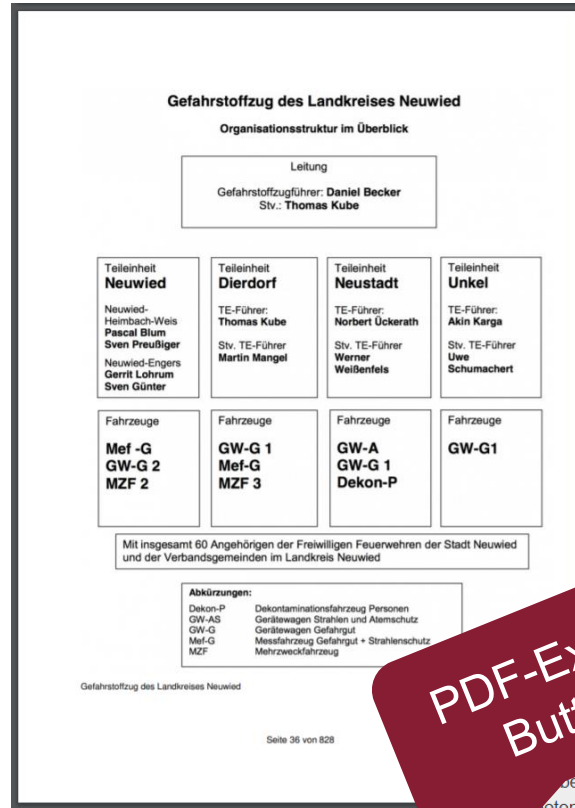 Gefahrstoffzug des Landkreises Neuwied
Organisationsstruktur im Überblick
Leitung
Gefahrstoffzugführer: Daniel Becker
Stv.: Thomas Kube
Teileinheit
Neuwied
Neuwied-
Heimbach-Weis
Pascal Blum
Sven Preußiger
Neuwied-Engers
Gerrit Lohrum
Sven Günter
Teileinheit
Dierdorf
TE-Führer:
Thomas Kube
Stv. TE-Führer
Martin Mangel
Teileinheit
Neustadt
TE-Führer:
Norbert Ückerath
Stv. TE-Führer
Werner
Weißenfels
Teileinheit
Unkel
TE-Führer:
Akin Karga
Stv. TE-Führer
Uwe
Schumachert
Fahrzeuge
Mef -G
GW-G 2
MZF 2
Fahrzeuge
GW-G 1
Mef-G
MZF 3
Fahrzeuge
GW-A
GW-G 1
Dekon-P
Fahrzeuge
GW-G1
Mit insgesamt 60 Angehörigen der Freiwilligen Feuerwehren der Stadt Neuwied
und der Verbandsgemeinden im Landkreis Neuwied
Abkürzungen:
Dekon-P Dekontaminationsfahrzeug Personen
GW-AS Gerätewagen Strahlen und Atemschutz
GW-G Gerätewagen Gefahrgut
Mef-G Messfahrzeug Gefahrgut + Strahlenschutz
MZF Mehrzweckfahrzeug
Gefahrstoffzug des Landkreises Neuwied
Seite 36 von 828
PDF-Ex
Butt